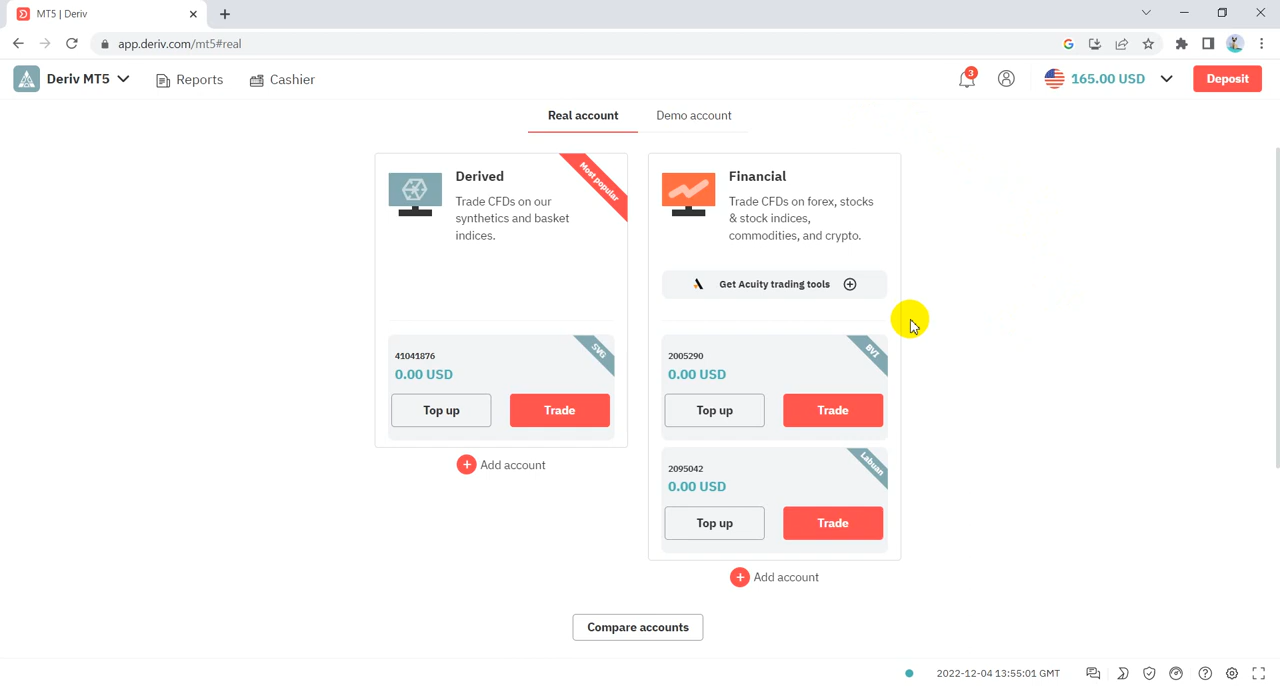 MT5 | Deriv
app.deriv.com/mt5#real
Deriv MT5
Reports
Cashier
3
165.00 USD
Deposit
Real account
Demo account
Derived
Most popular
Trade CFDs on our
synthetics and basket
indices.
41041876
SVG
0.00 USD
Top up
Trade
Add account
Financial
Trade CFDs on forex, stocks
& stock indices,
commodities, and crypto.
Get Acuity trading tools
2005290
BVI
0.00 USD
Top up
Trade
2095042
Labuan
0.00 USD
Top up
Trade
Add account
Compare accounts
2022-12-04 13:55:01 GMT